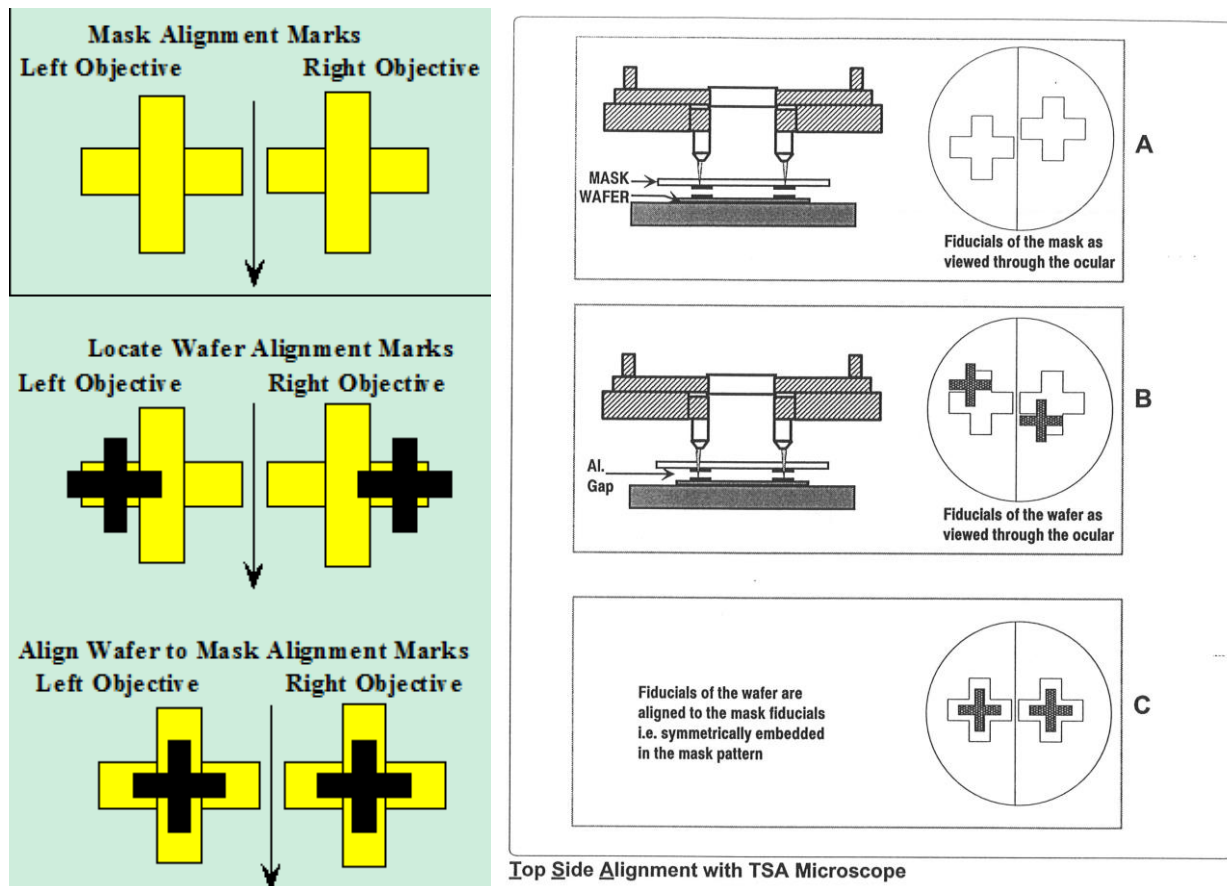 Mask Alignment Marks
Left Objective
Right Objective
Locate Wafer Alignment Marks
Left Objective
Right Objective
Align Wafer to Mask Alignment Marks
Left Objective
Right Objective
MASK
WAFER
Fiducials of the mask as
viewed through the ocular
A
Al.
Gap
Fiducials of the wafer as
viewed through the ocular
B
Fiducials of the wafer are
aligned to the mask fiducials
i.e. symmetrically embedded
in the mask pattern
C
Top Side Alignment with TSA Microscope